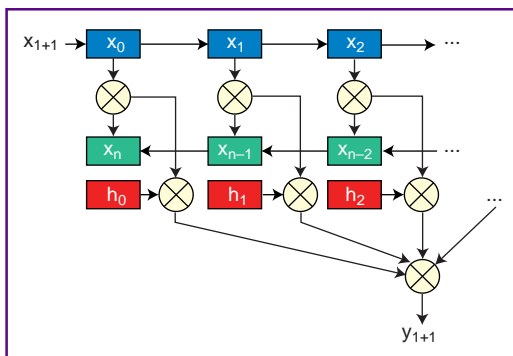 x₁₊₁ x₀ x₁ x₂ ...
xₙ xₙ₋₁ xₙ₋₂ ...
h₀ h₁ h₂ ...
y₁₊₁